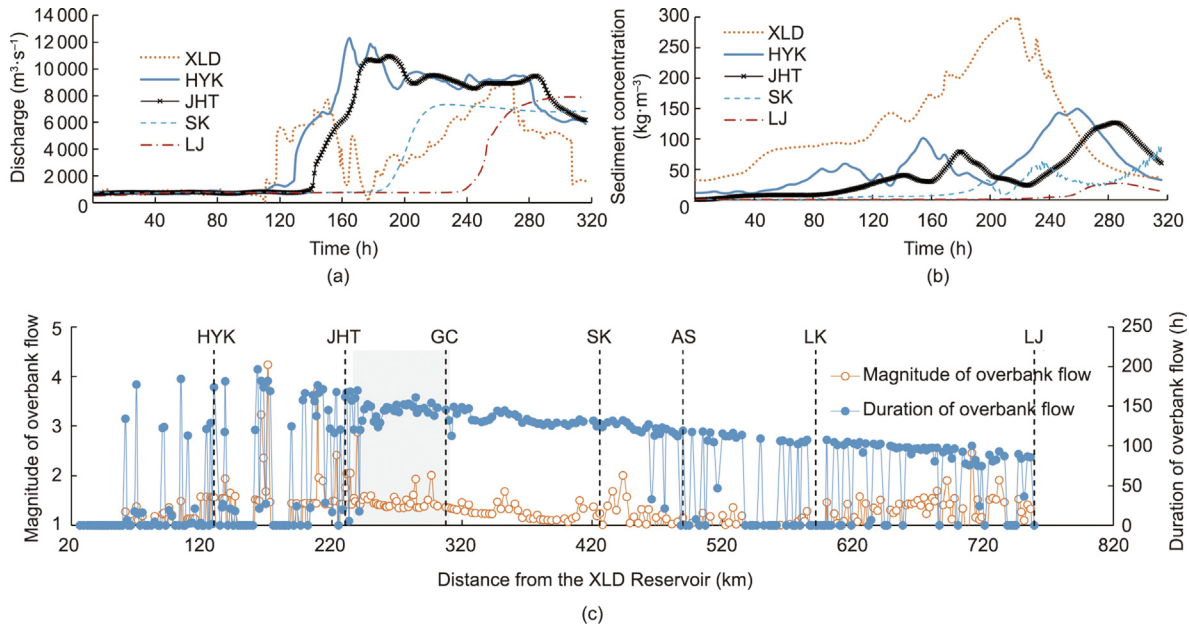 14 000
12 000
10 000
8 000
6 000
4 000
2 000
0
Discharge (m³·s⁻¹)
XLD
HYK
JHT
SK
LJ
40 80 120 160 200 240 280 320
Time (h)
(a)
300
250
200
150
100
50
0
Sediment concentration
(kg·m⁻³)
XLD
HYK
JHT
SK
LJ
40 80 120 160 200 240 280 320
Time (h)
(b)
5
4
3
2
1
Magnitude of overbank flow
HYK JHT GC SK AS LK LJ
Magnitude of overbank flow
Duration of overbank flow
250
200
150
100
50
0
Duration of overbank flow (h)
20 120 220 320 420 520 620 720 820
Distance from the XLD Reservoir (km)
(c)